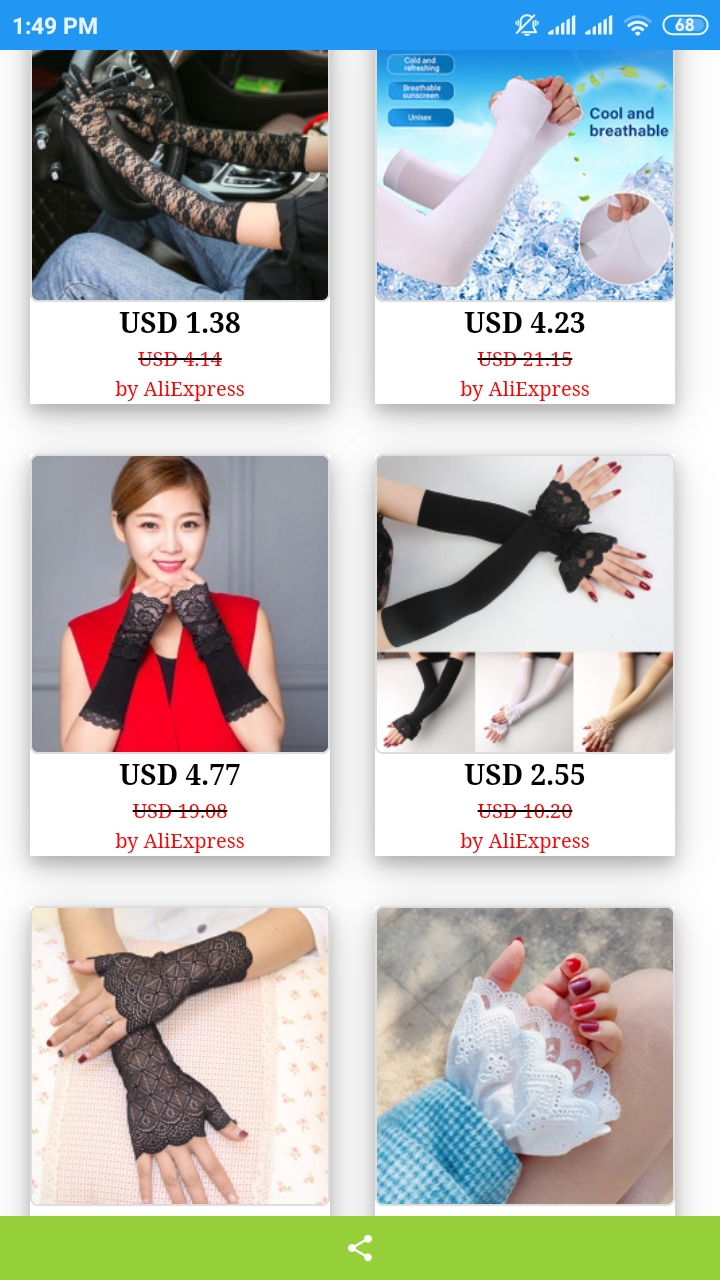 1:49 PM
68
Cold and
refreshing
Breathable
sunscreen
Unisex
Cool and
breathable
USD 1.38
USD 4.14
by AliExpress
USD 4.23
USD 21.15
by AliExpress
USD 4.77
USD 19.08
by AliExpress
USD 2.55
USD 10.20
by AliExpress